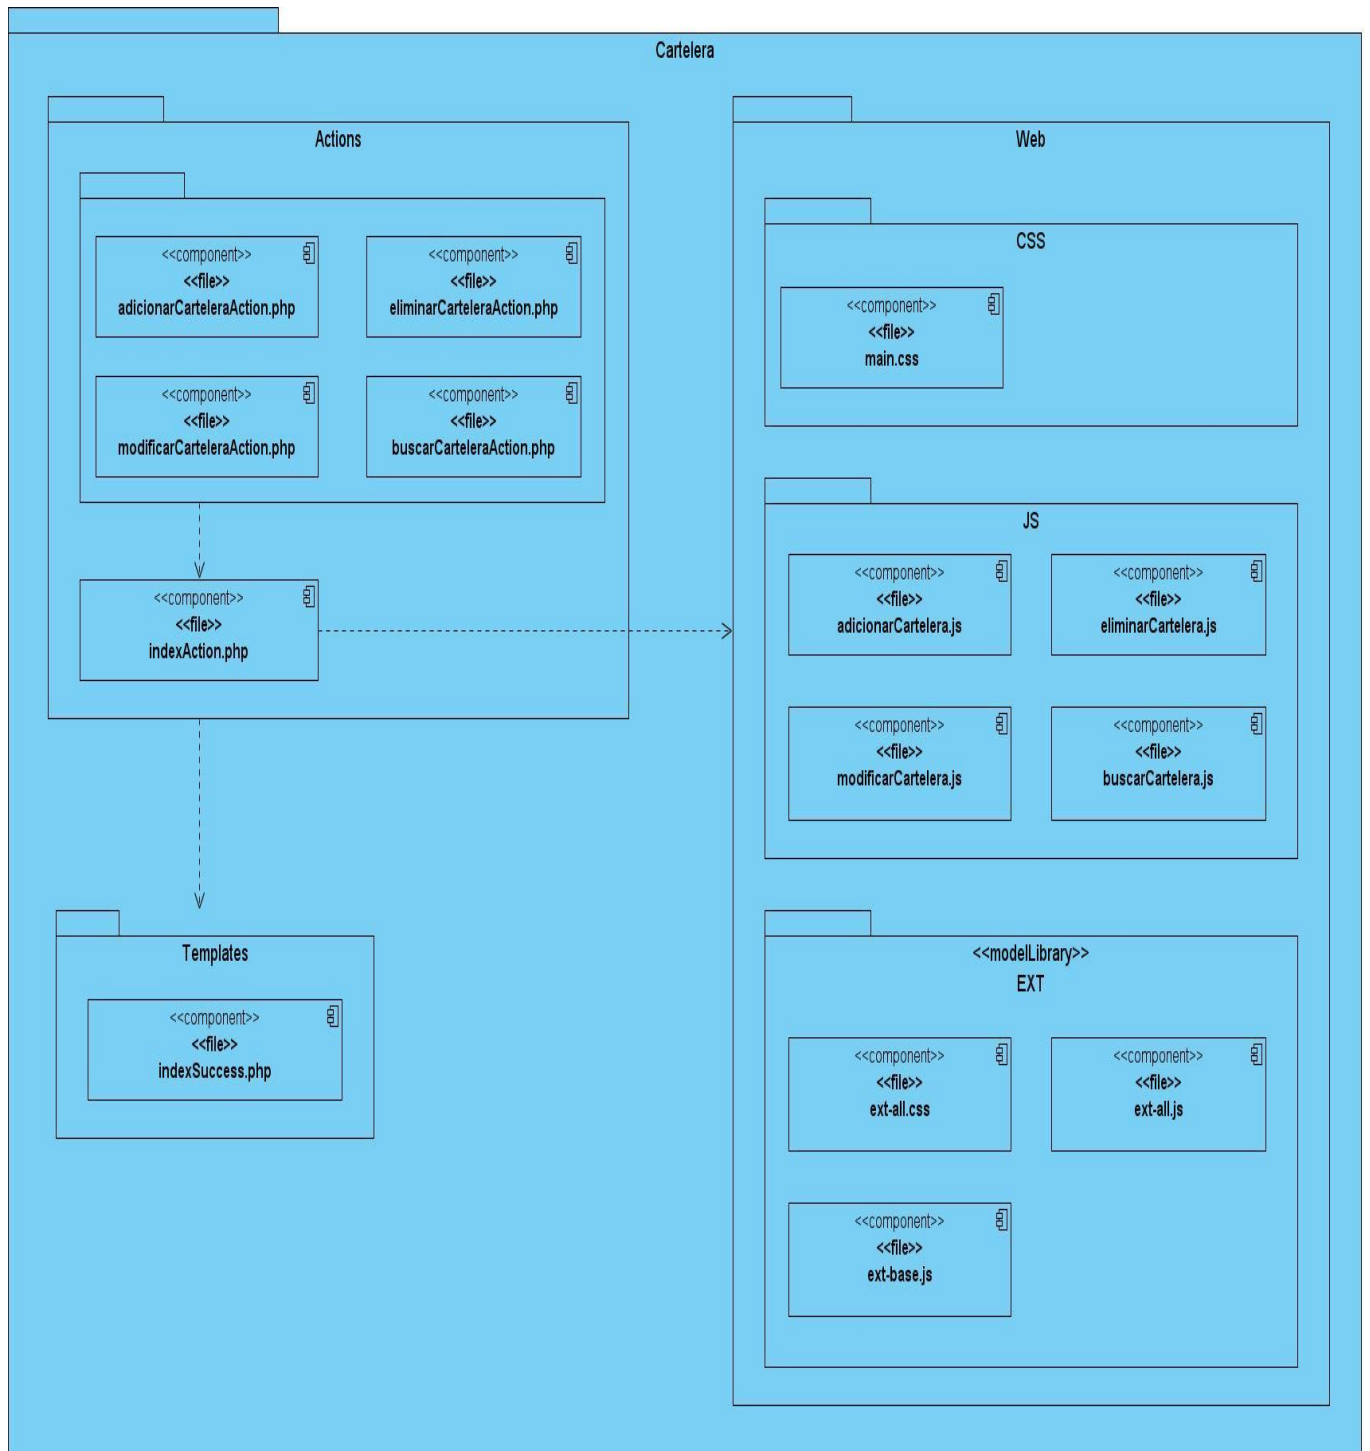 Cartelera
Actions
<<component>>
<<file>>
adicionarCarteleraAction.php
<<component>>
<<file>>
eliminarCarteleraAction.php
<<component>>
<<file>>
modificarCarteleraAction.php
<<component>>
<<file>>
buscarCarteleraAction.php
<<component>>
<<file>>
indexAction.php
Templates
<<component>>
<<file>>
indexSuccess.php
Web
CSS
<<component>>
<<file>>
main.css
JS
<<component>>
<<file>>
adicionarCartelera.js
<<component>>
<<file>>
eliminarCartelera.js
<<component>>
<<file>>
modificarCartelera.js
<<component>>
<<file>>
buscarCartelera.js
<<modelLibrary>>
EXT
<<component>>
<<file>>
ext-all.css
<<component>>
<<file>>
ext-all.js
<<component>>
<<file>>
ext-base.js